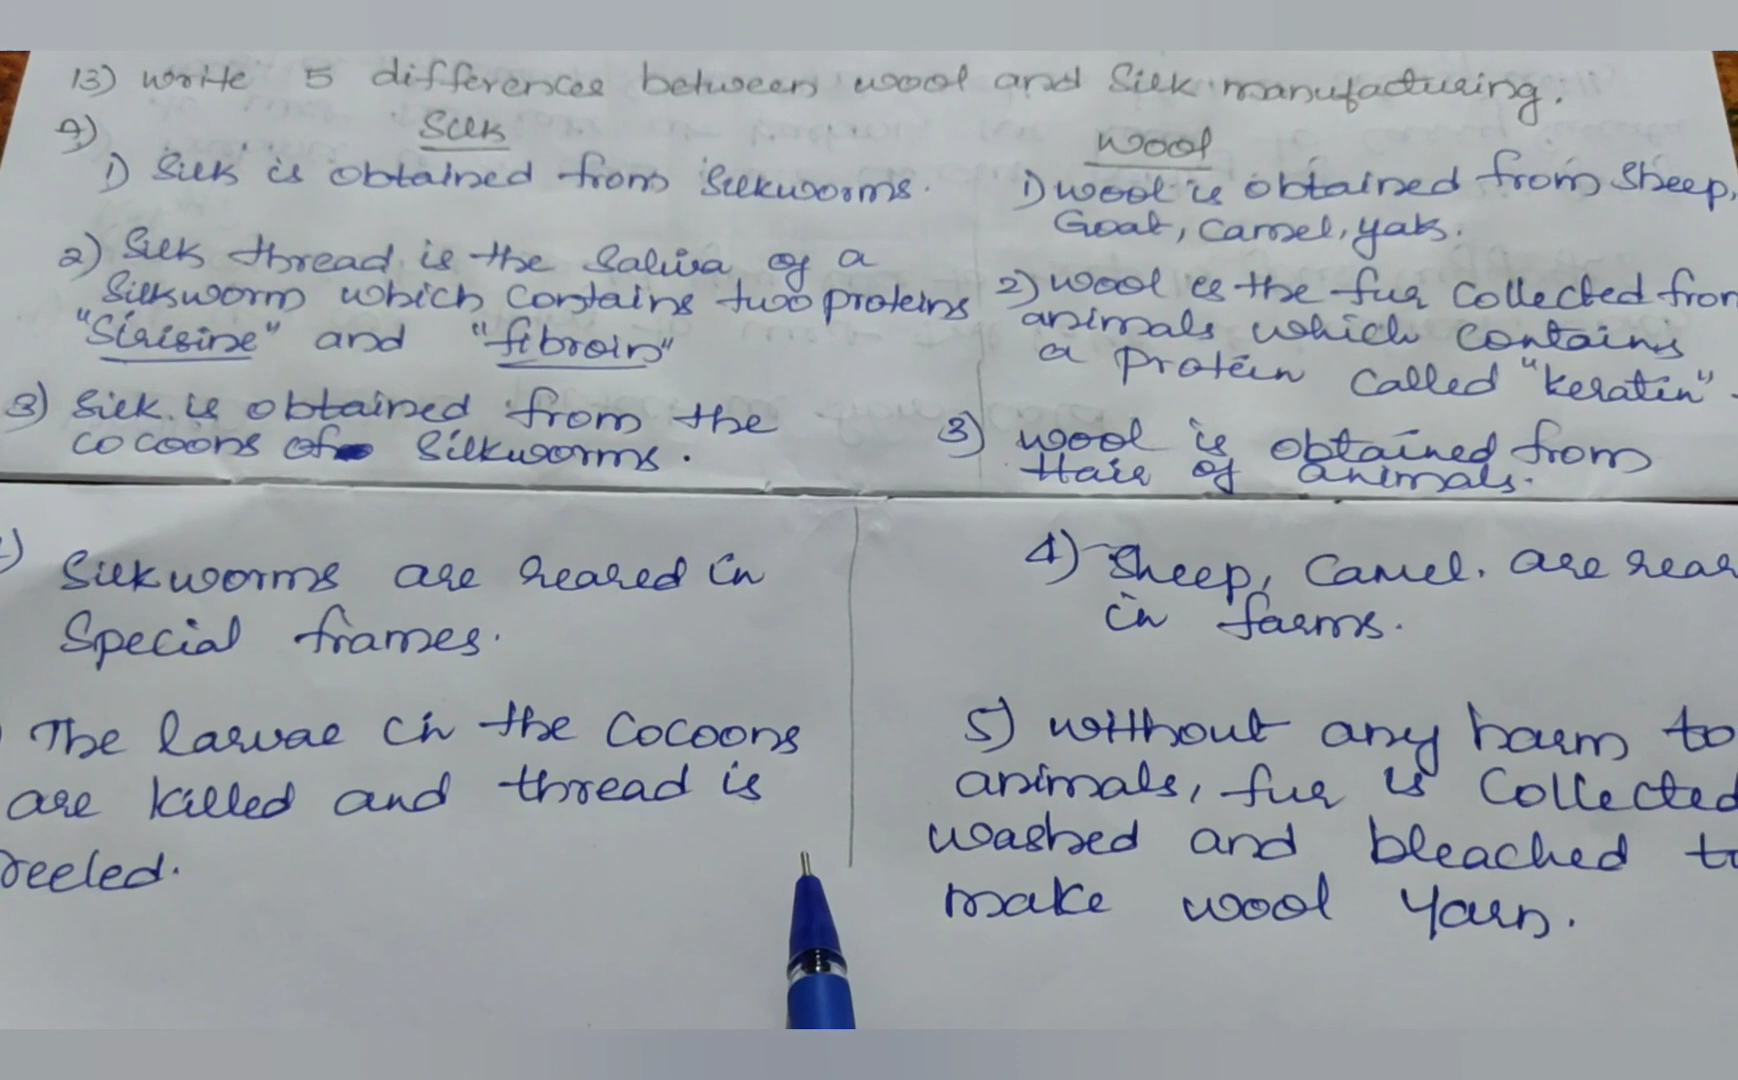 13) write 5 differences between wool and Silk manufacturing.
A)
Silk
1) Silk is obtained from Silkworms.
2) Silk thread is the Saliva of a
Silkworm which contains two proteins
"Sirisine" and "fibroin"
3) Silk is obtained from the
cocoons of Silkworms.
) Silkworms are reared in
Special frames.
The larvae in the Cocoons
are killed and thread is
reeled.
Wool
1) wool is obtained from Sheep,
Goat, Camel, yak.
2) wool is the fur Collected from
animals which Contains
a protein Called "keratin".
3) wool is obtained from
Hair of animals.
4) Sheep, Camel. are rear
in farms.
5) without any harm to
animals, fur is Collected
washed and bleached to
make wool yarn.